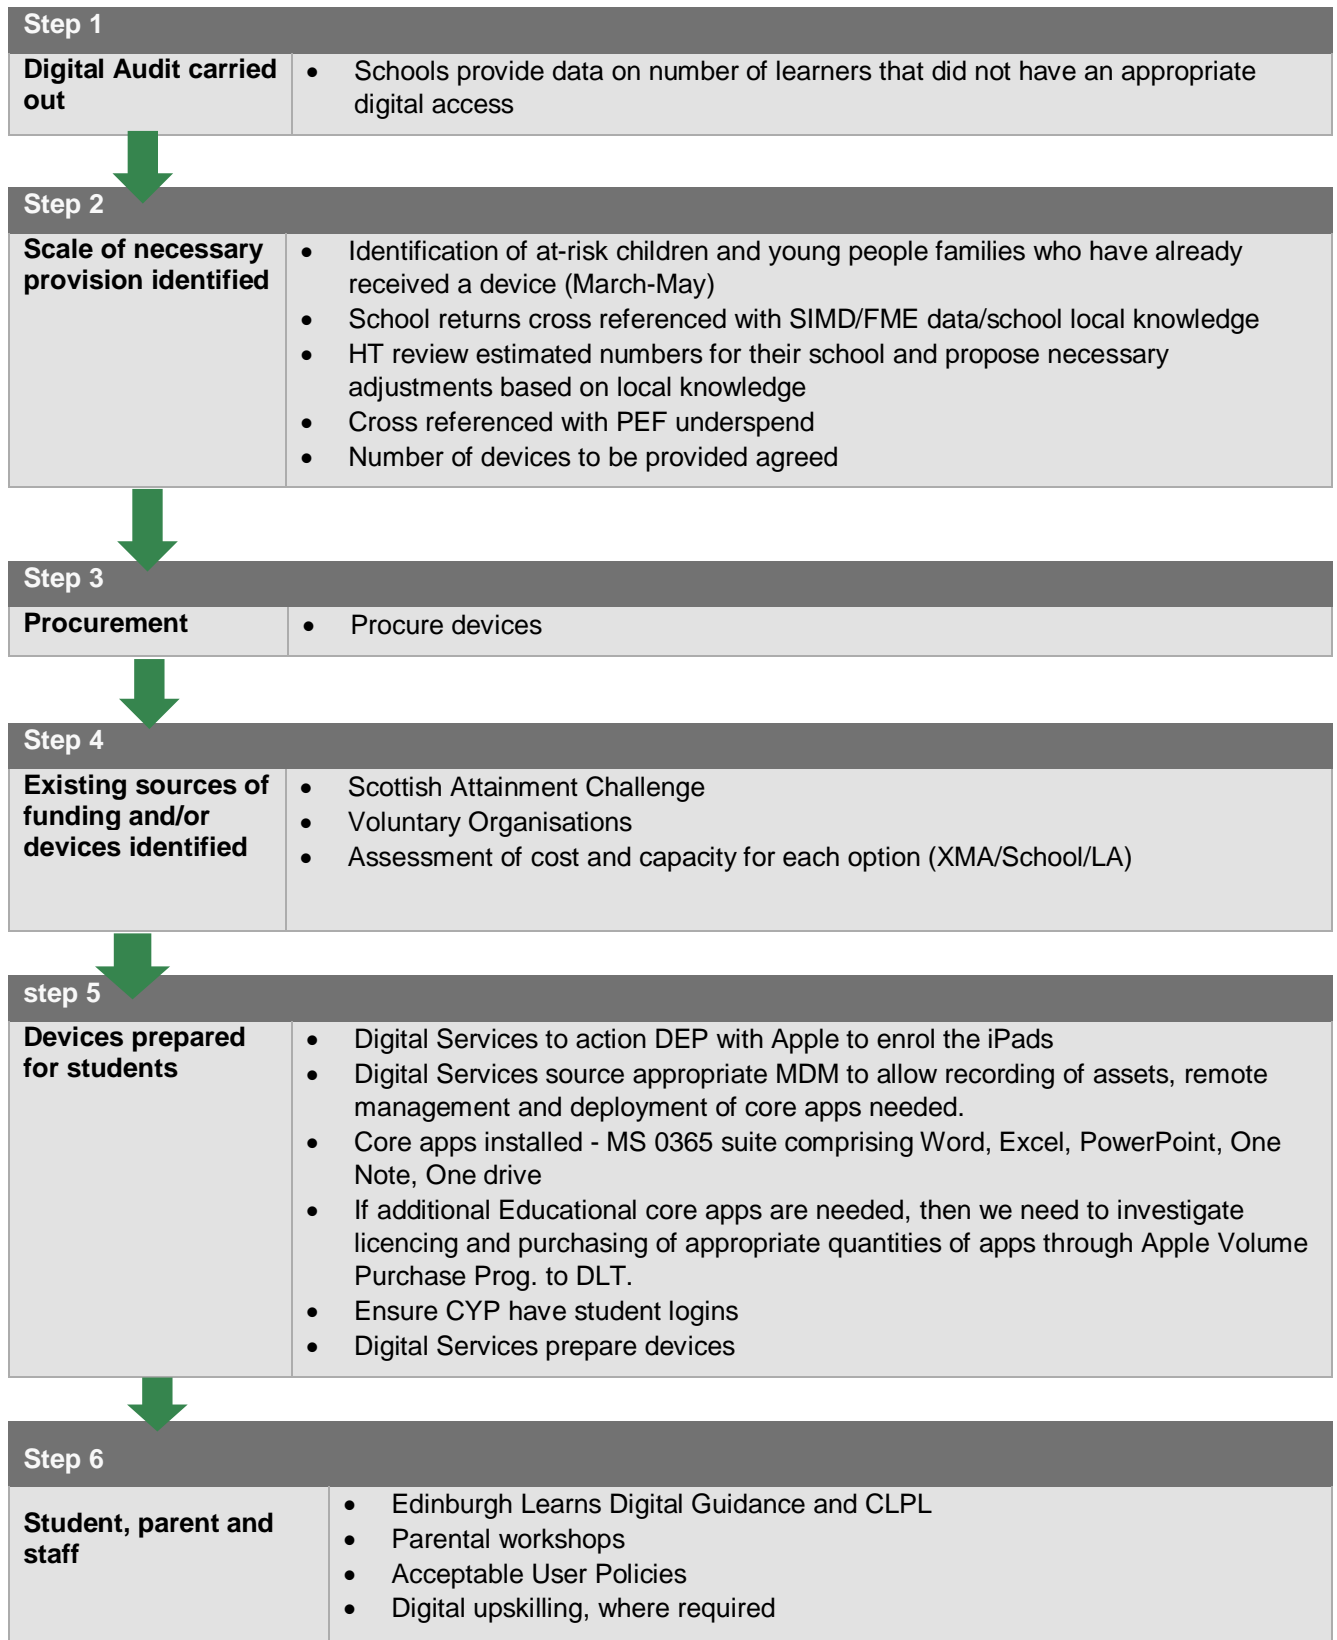 Step 1
Digital Audit carried
out
• Schools provide data on number of learners that did not have an appropriate
digital access
Step 2
Scale of necessary
provision identified
• Identification of at-risk children and young people families who have already
received a device (March-May)
• School returns cross referenced with SIMD/FME data/school local knowledge
• HT review estimated numbers for their school and propose necessary
adjustments based on local knowledge
• Cross referenced with PEF underspend
• Number of devices to be provided agreed
Step 3
Procurement
• Procure devices
Step 4
Existing sources of
funding and/or
devices identified
• Scottish Attainment Challenge
• Voluntary Organisations
• Assessment of cost and capacity for each option (XMA/School/LA)
step 5
Devices prepared
for students
• Digital Services to action DEP with Apple to enrol the iPads
• Digital Services source appropriate MDM to allow recording of assets, remote
management and deployment of core apps needed.
• Core apps installed - MS 0365 suite comprising Word, Excel, PowerPoint, One
Note, One drive
• If additional Educational core apps are needed, then we need to investigate
licencing and purchasing of appropriate quantities of apps through Apple Volume
Purchase Prog. to DLT.
• Ensure CYP have student logins
• Digital Services prepare devices
Step 6
Student, parent and
staff
• Edinburgh Learns Digital Guidance and CLPL
• Parental workshops
• Acceptable User Policies
• Digital upskilling, where required